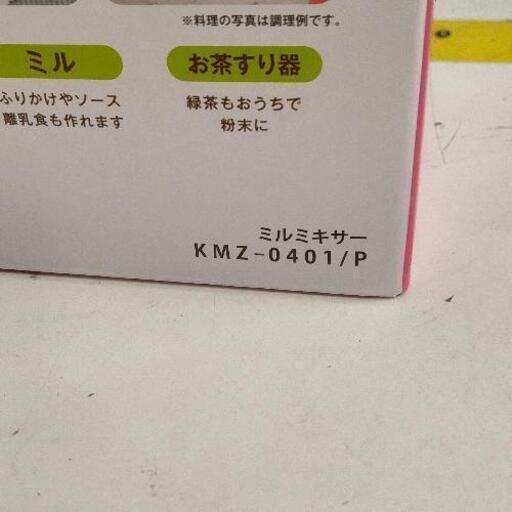 ※料理の写真は調理例です。
ミル
お茶すり器
ふりかけやソース
離乳食も作れます
緑茶もおうちで
粉末に
ミルミキサー
KMZ-0401/P